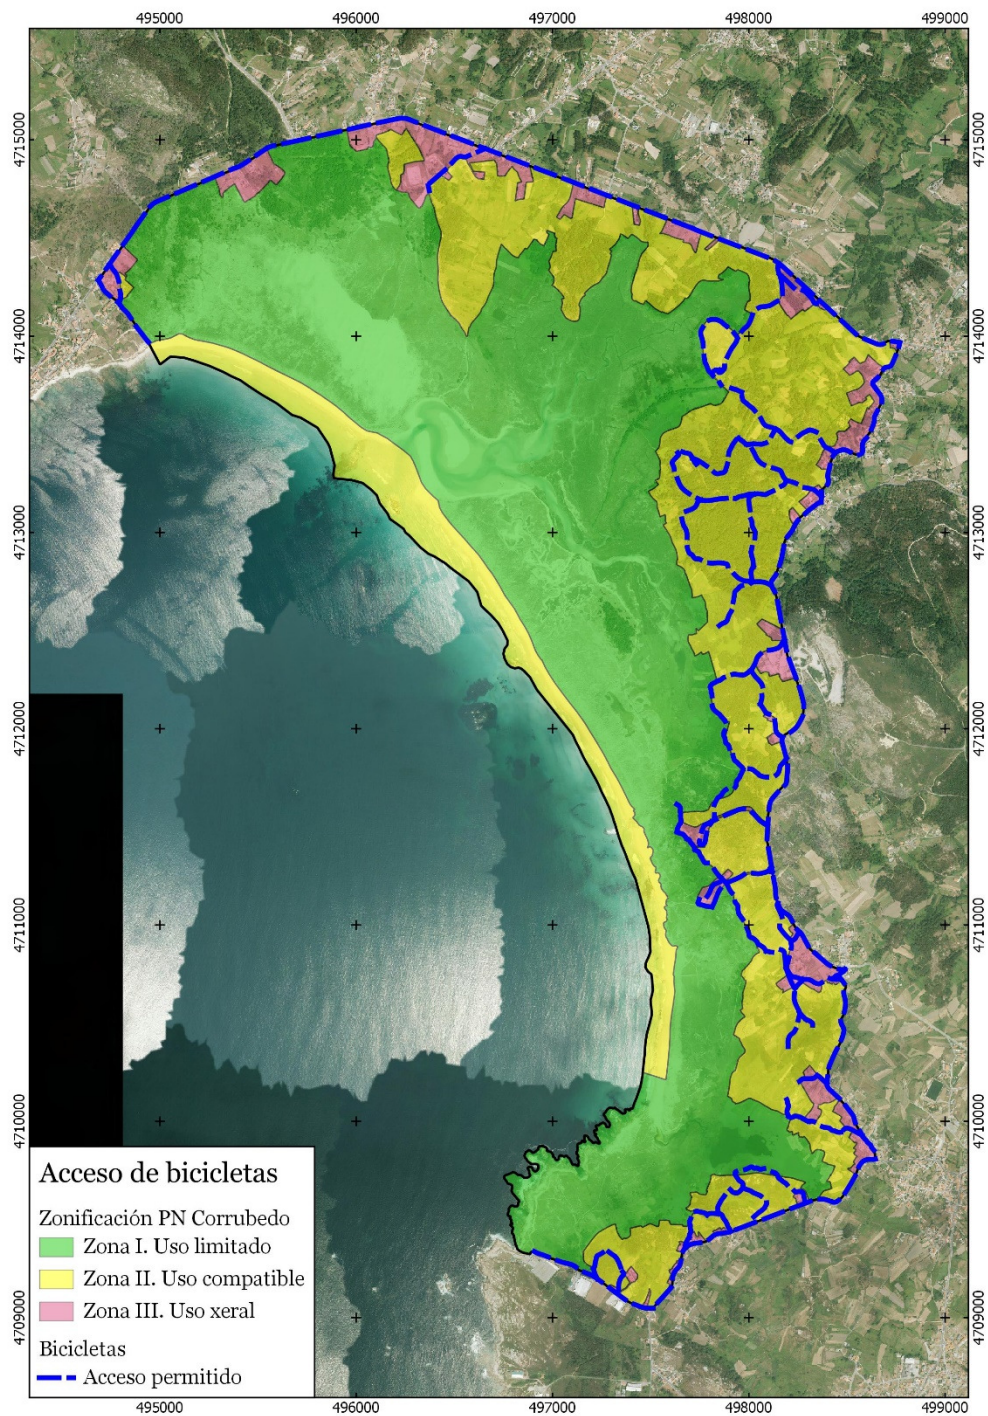 495000 496000 497000 498000 499000
4715000 4715000
4714000 4714000
4713000 4713000
4712000 4712000
4711000 4711000
4710000 4710000
4709000 4709000
Acceso de bicicletas
Zonificación PN Corrubedo
Zona I. Uso limitado
Zona II. Uso compatible
Zona III. Uso xeral
Bicicletas
Acceso permitido
495000 496000 497000 498000 499000